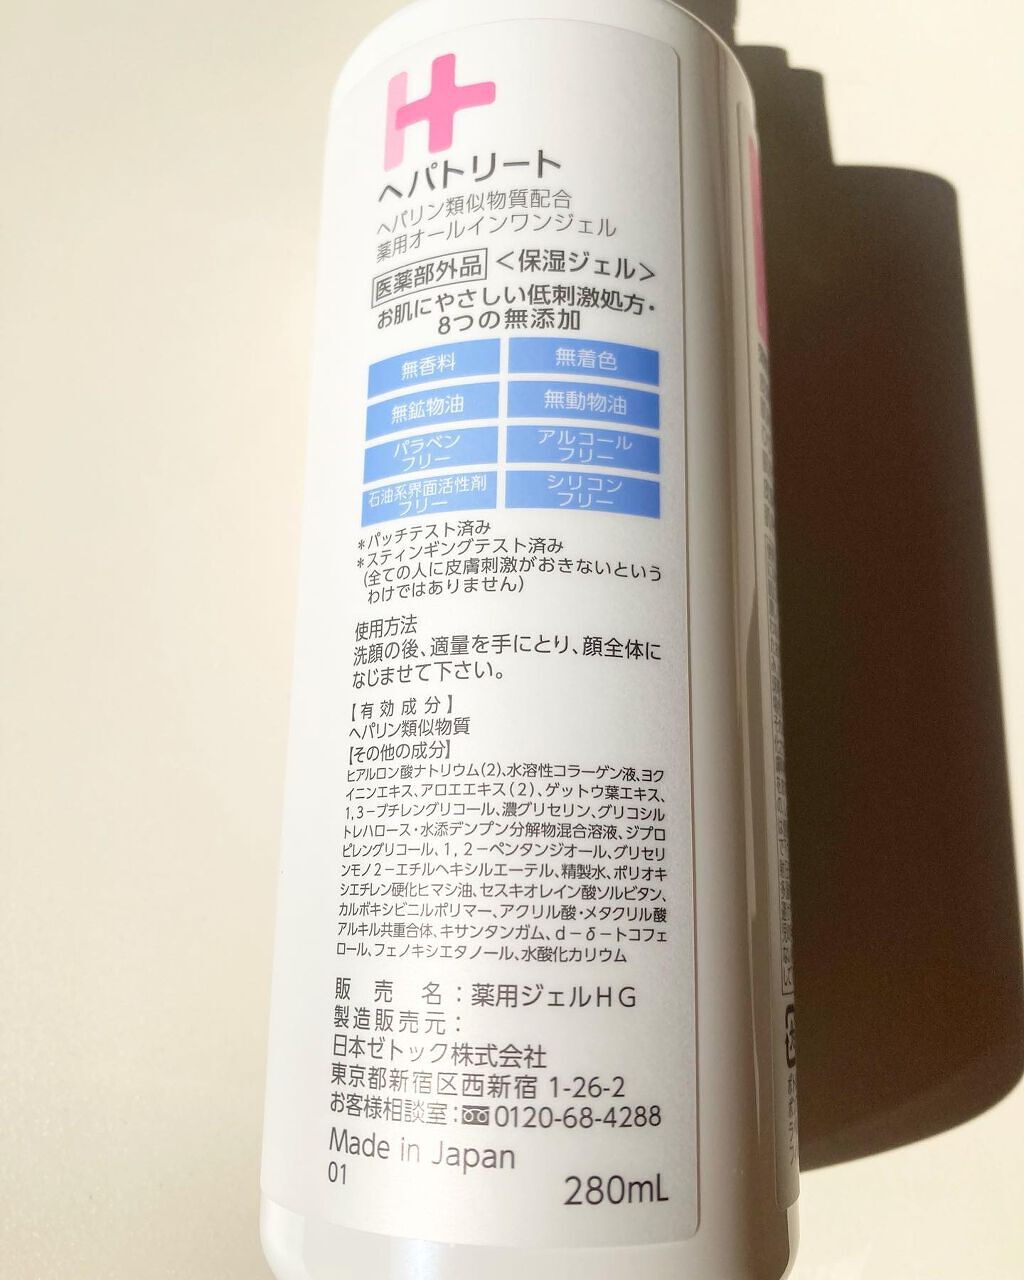 H
ヘパトリート
ヘパリン類似物質配合
薬用オールインワンジェル
医薬部外品 <保湿ジェル>
お肌にやさしい低刺激処方・
8つの無添加
無香料 無着色
無鉱物油 無動物油
パラベン
フリー
アルコール
フリー
石油系界面活性剤
フリー
シリコン
フリー
*パッチテスト済み
*スティンギングテスト済み
(全ての人に皮膚刺激がおきないという
わけではありません)
使用方法
洗顔の後、適量を手にとり、顔全体に
なじませて下さい。
【有効成分】
ヘパリン類似物質
【その他の成分】
ヒアルロン酸ナトリウム(2)、水溶性コラーゲン液、ヨク
イニンエキス、アロエエキス(2)、ゲットウ葉エキス、
1,3-ブチレングリコール、濃グリセリン、グリコシル
トレハロース・水添デンプン分解物混合溶液、ジプロ
ピレングリコール、1,2-ペンタンジオール、グリセリ
ンモノ2-エチルヘキシルエーテル、精製水、ポリオキ
シエチレン硬化ヒマシ油、セスキオレイン酸ソルビタン、
カルボキシビニルポリマー、アクリル酸・メタクリル酸
アルキル共重合体、キサンタンガム、d-δ-トコフェ
ロール、フェノキシエタノール、水酸化カリウム
販売名:薬用ジェルHG
製造販売元:
日本ゼトック株式会社
東京都新宿区西新宿 1-26-2
お客様相談室:0120-68-4288
Made in Japan
01
280mL